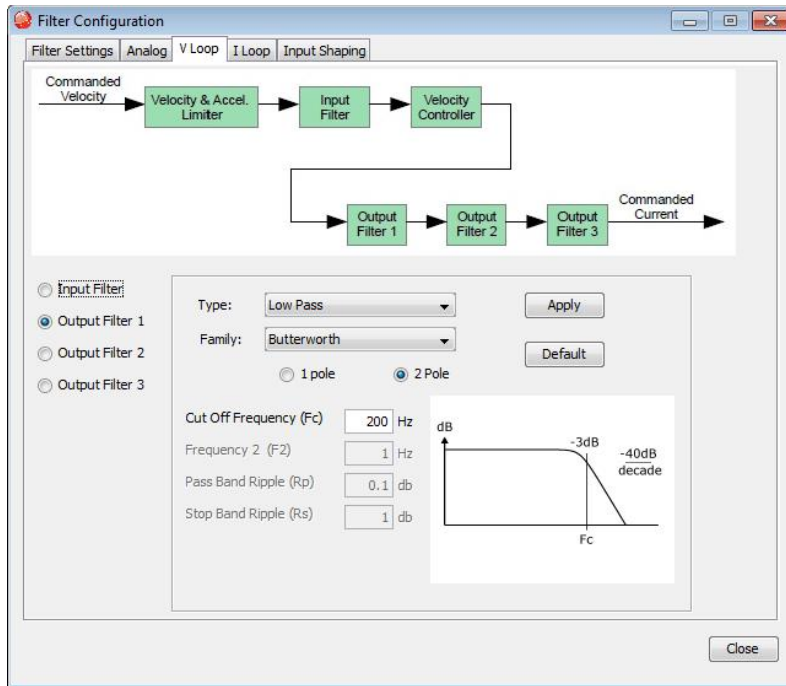 Filter Configuration
Filter Settings
Analog
V Loop
I Loop
Input Shaping
Commanded
Velocity
Velocity & Accel.
Limiter
Input
Filter
Velocity
Controller
Output
Filter 1
Output
Filter 2
Output
Filter 3
Commanded
Current
Input Filter
Output Filter 1
Output Filter 2
Output Filter 3
Type: Low Pass
Apply
Family: Butterworth
Default
1 pole
2 Pole
Cut Off Frequency (Fc) 200 Hz
Frequency 2 (F2) 1 Hz
Pass Band Ripple (Rp) 0.1 db
Stop Band Ripple (Rs) 1 db
dB
-3dB
-40dB
decade
Fc
Close